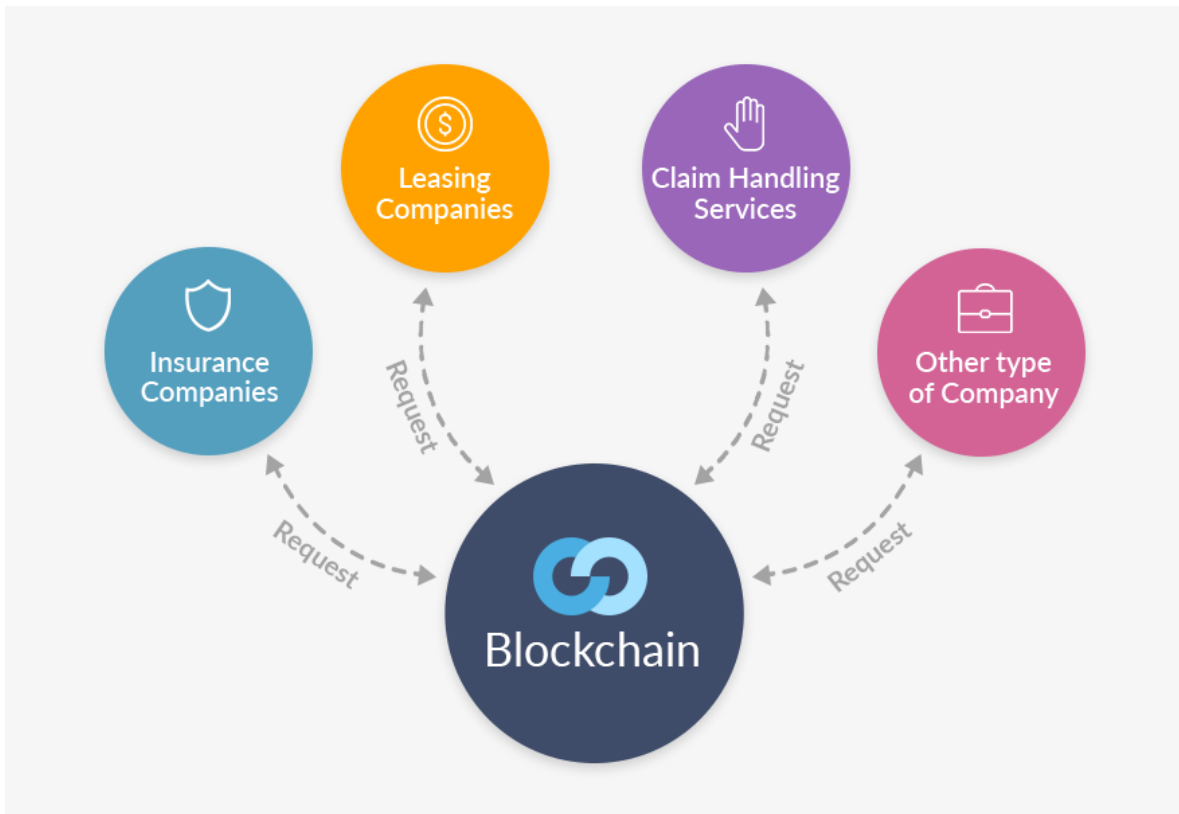 Leasing
Companies
Claim Handling
Services
Insurance
Companies
Other type
of Company
Request
Request
Request
Request
Blockchain